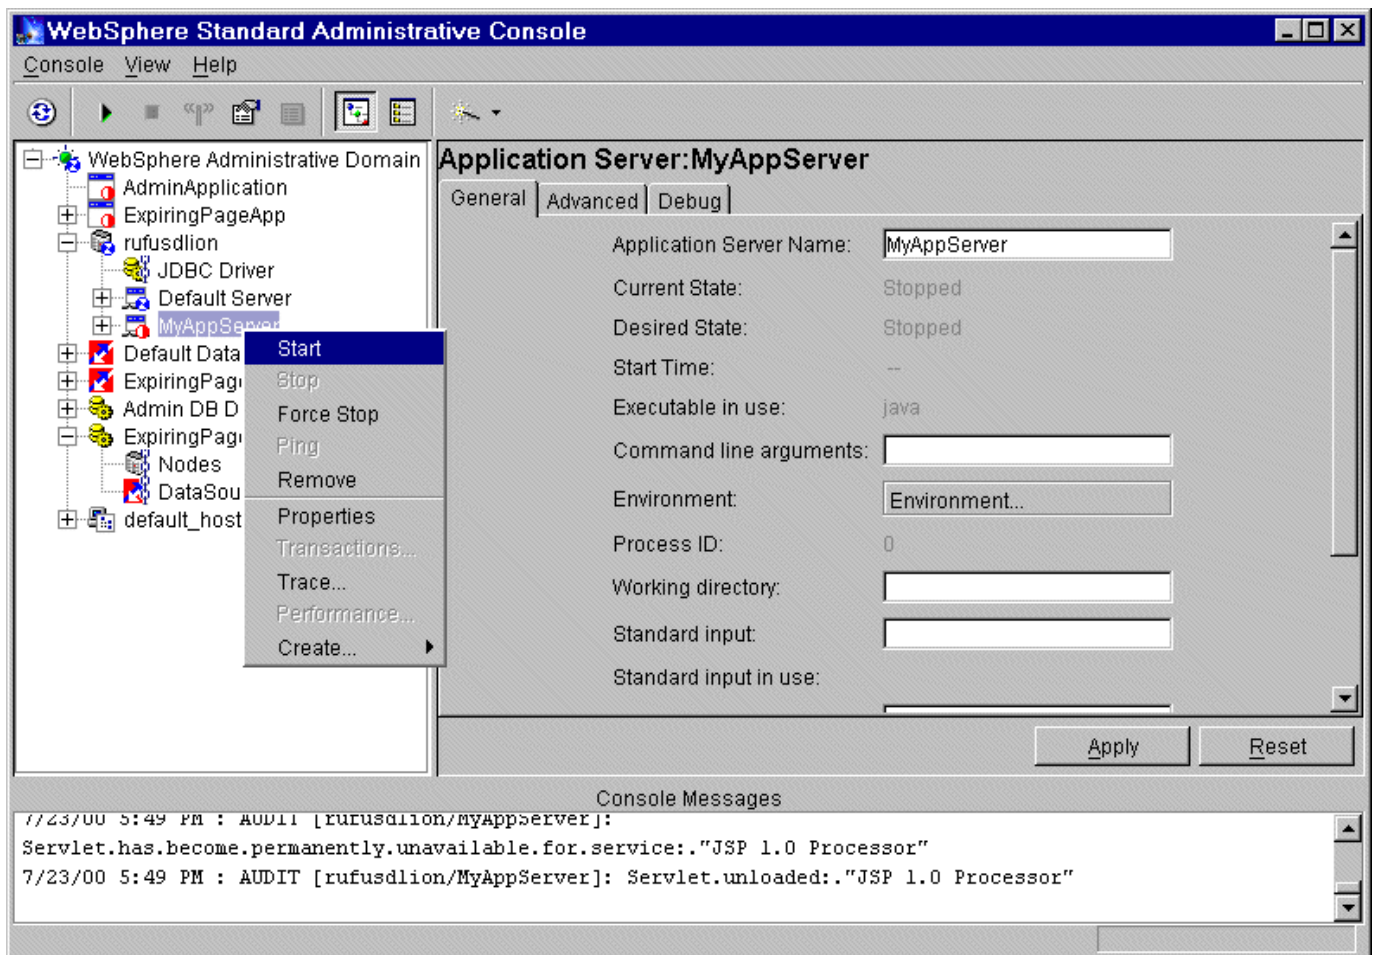 WebSphere Standard Administrative Console
Console View Help
WebSphere Administrative Domain
AdminApplication
ExpiringPageApp
rufusdlion
JDBC Driver
Default Server
MyAppServer
Default Data
ExpiringPag
Admin DB D
ExpiringPag
Nodes
DataSou
default_host
Start
Stop
Force Stop
Ping
Remove
Properties
Transactions...
Trace...
Performance...
Create...
Application Server:MyAppServer
General Advanced Debug
Application Server Name: MyAppServer
Current State: Stopped
Desired State: Stopped
Start Time: --
Executable in use: java
Command line arguments:
Environment: Environment...
Process ID: 0
Working directory:
Standard input:
Standard input in use:
Apply Reset
Console Messages
7/23/00 5:49 PM : AUDIT [rufusdlion/MyAppServer]:
Servlet.has.become.permanently.unavailable.for.service:."JSP 1.0 Processor"
7/23/00 5:49 PM : AUDIT [rufusdlion/MyAppServer]: Servlet.unloaded:."JSP 1.0 Processor"